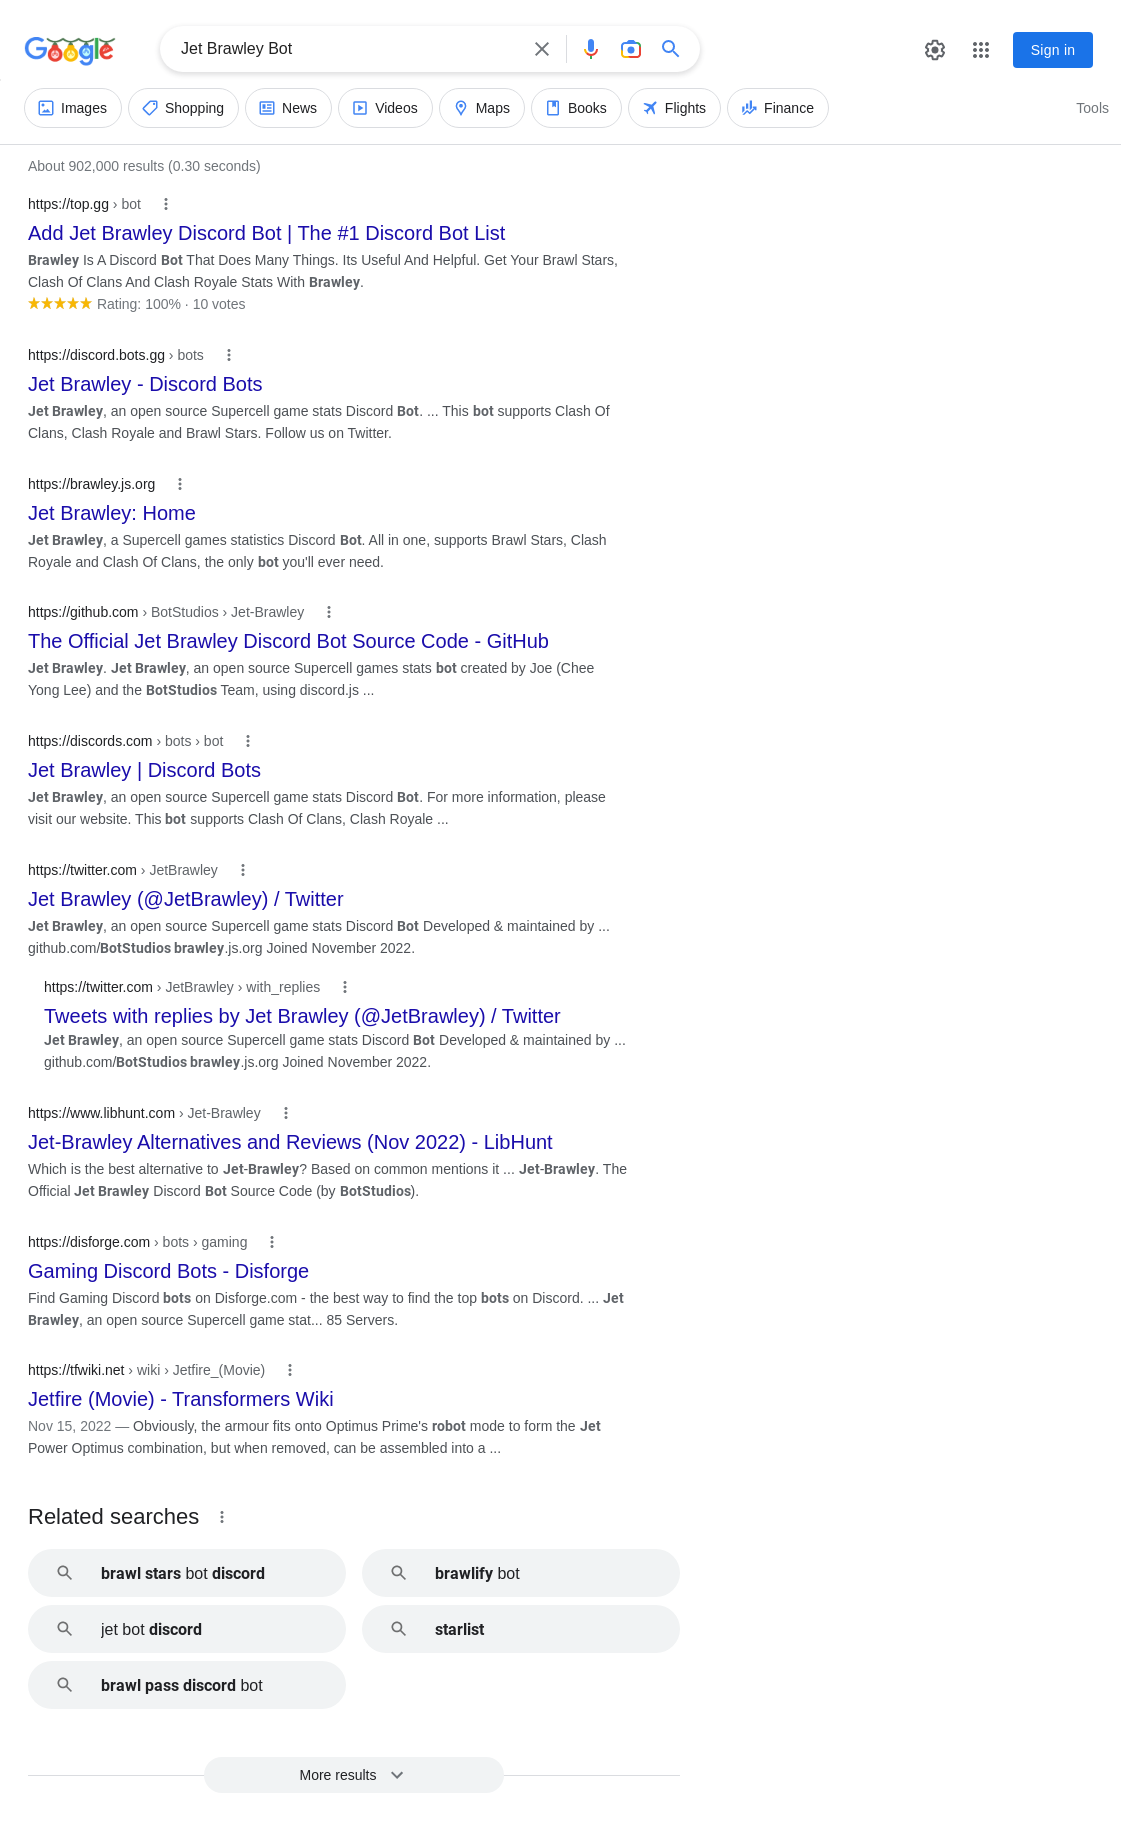 Google
Jet Brawley Bot
Sign in
Images
Shopping
News
Videos
Maps
Books
Flights
Finance
Tools
About 902,000 results (0.30 seconds)
https://top.gg › bot
Add Jet Brawley Discord Bot | The #1 Discord Bot List
Brawley Is A Discord Bot That Does Many Things. Its Useful And Helpful. Get Your Brawl Stars,
Clash Of Clans And Clash Royale Stats With Brawley.
Rating: 100% · 10 votes
https://discord.bots.gg › bots
Jet Brawley - Discord Bots
Jet Brawley, an open source Supercell game stats Discord Bot. ... This bot supports Clash Of
Clans, Clash Royale and Brawl Stars. Follow us on Twitter.
https://brawley.js.org
Jet Brawley: Home
Jet Brawley, a Supercell games statistics Discord Bot. All in one, supports Brawl Stars, Clash
Royale and Clash Of Clans, the only bot you'll ever need.
https://github.com › BotStudios › Jet-Brawley
The Official Jet Brawley Discord Bot Source Code - GitHub
Jet Brawley. Jet Brawley, an open source Supercell games stats bot created by Joe (Chee
Yong Lee) and the BotStudios Team, using discord.js ...
https://discords.com › bots › bot
Jet Brawley | Discord Bots
Jet Brawley, an open source Supercell game stats Discord Bot. For more information, please
visit our website. This bot supports Clash Of Clans, Clash Royale ...
https://twitter.com › JetBrawley
Jet Brawley (@JetBrawley) / Twitter
Jet Brawley, an open source Supercell game stats Discord Bot Developed & maintained by ...
github.com/BotStudios brawley.js.org Joined November 2022.
https://twitter.com › JetBrawley › with_replies
Tweets with replies by Jet Brawley (@JetBrawley) / Twitter
Jet Brawley, an open source Supercell game stats Discord Bot Developed & maintained by ...
github.com/BotStudios brawley.js.org Joined November 2022.
https://www.libhunt.com › Jet-Brawley
Jet-Brawley Alternatives and Reviews (Nov 2022) - LibHunt
Which is the best alternative to Jet-Brawley? Based on common mentions it ... Jet-Brawley. The
Official Jet Brawley Discord Bot Source Code (by BotStudios).
https://disforge.com › bots › gaming
Gaming Discord Bots - Disforge
Find Gaming Discord bots on Disforge.com - the best way to find the top bots on Discord. ... Jet
Brawley, an open source Supercell game stat... 85 Servers.
https://tfwiki.net › wiki › Jetfire_(Movie)
Jetfire (Movie) - Transformers Wiki
Nov 15, 2022 — Obviously, the armour fits onto Optimus Prime's robot mode to form the Jet
Power Optimus combination, but when removed, can be assembled into a ...
Related searches
brawl stars bot discord
brawlify bot
jet bot discord
starlist
brawl pass discord bot
More results